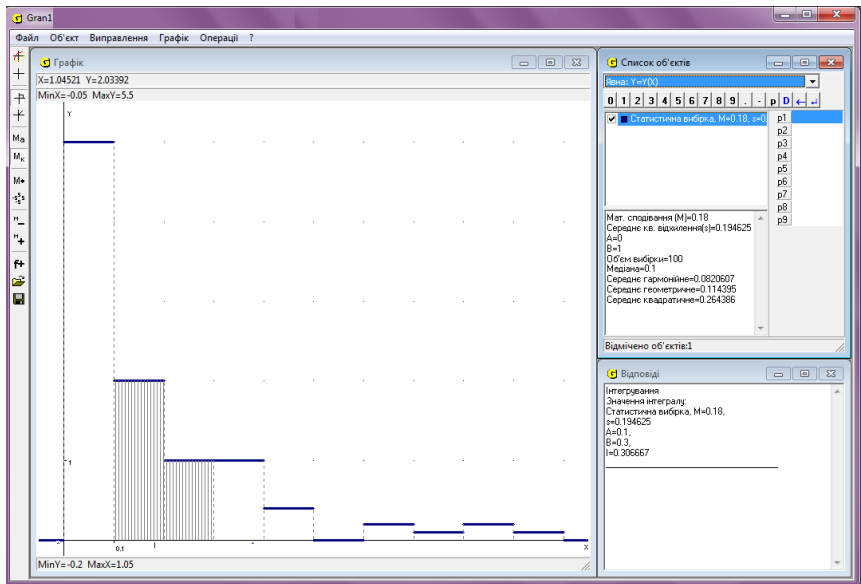 Gran1
Файл Об'єкт Виправлення Графік Операції ?
Графік
X=1.04521 Y=2.03392
MinX=-0.05 MaxY=5.5
Y
1
0.1
X
MinY=-0.2 MaxX=1.05
Список об'єктів
Явна: Y=Y(X)
0 1 2 3 4 5 6 7 8 9 . - p D
Статистична вибірка, M=0.18, s=0.
p1
p2
p3
p4
p5
p6
p7
p8
p9
Мат. сподівання (M)=0.18
Середнє кв. відхилення(s)=0.194625
A=0
B=1
Об'єм вибірки=100
Медіана=0.1
Середнє гармонійне=0.0820607
Середнє геометричне=0.114395
Середнє квадратичне=0.264386
Відмічено об'єктів:1
Відповіді
Інтегрування
Значення інтегралу:
Статистична вибірка, M=0.18,
s=0.194625
A=0.1,
B=0.3,
I=0.306667